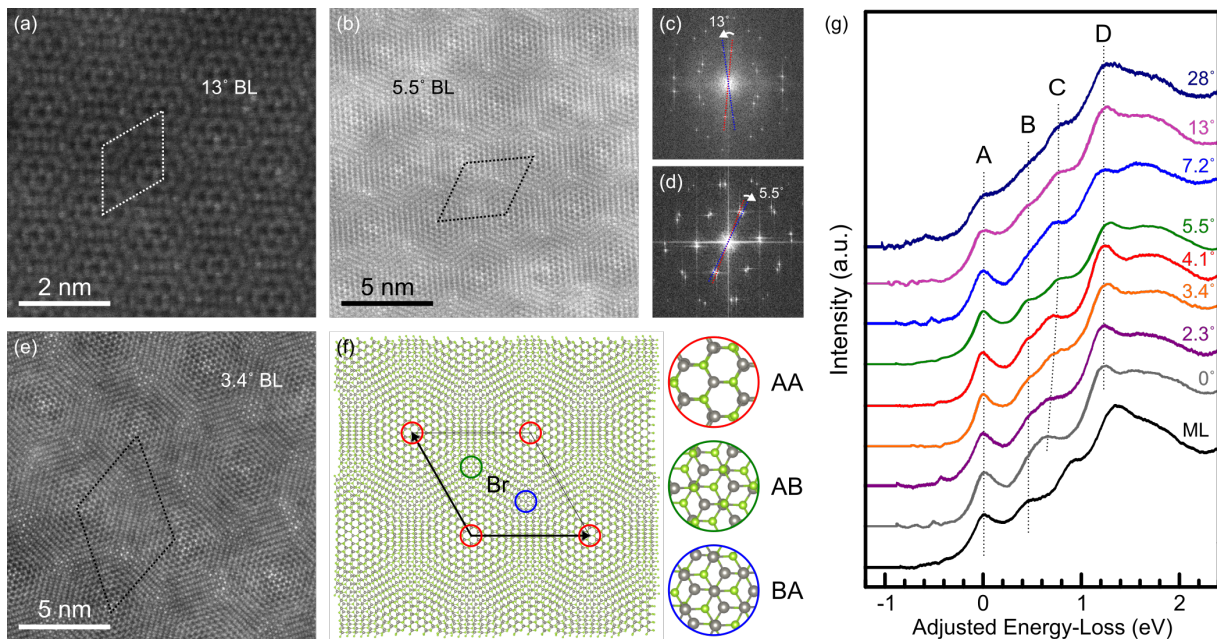 (a)
13° BL
2 nm
(b)
5.5° BL
5 nm
(c)
13°
(d)
5.5°
(e)
3.4° BL
5 nm
(f)
Br
AA
AB
BA
(g)
A
B
C
D
28°
13°
7.2°
5.5°
4.1°
3.4°
2.3°
0°
ML
Intensity (a.u.)
-1 0 1 2
Adjusted Energy-Loss (eV)